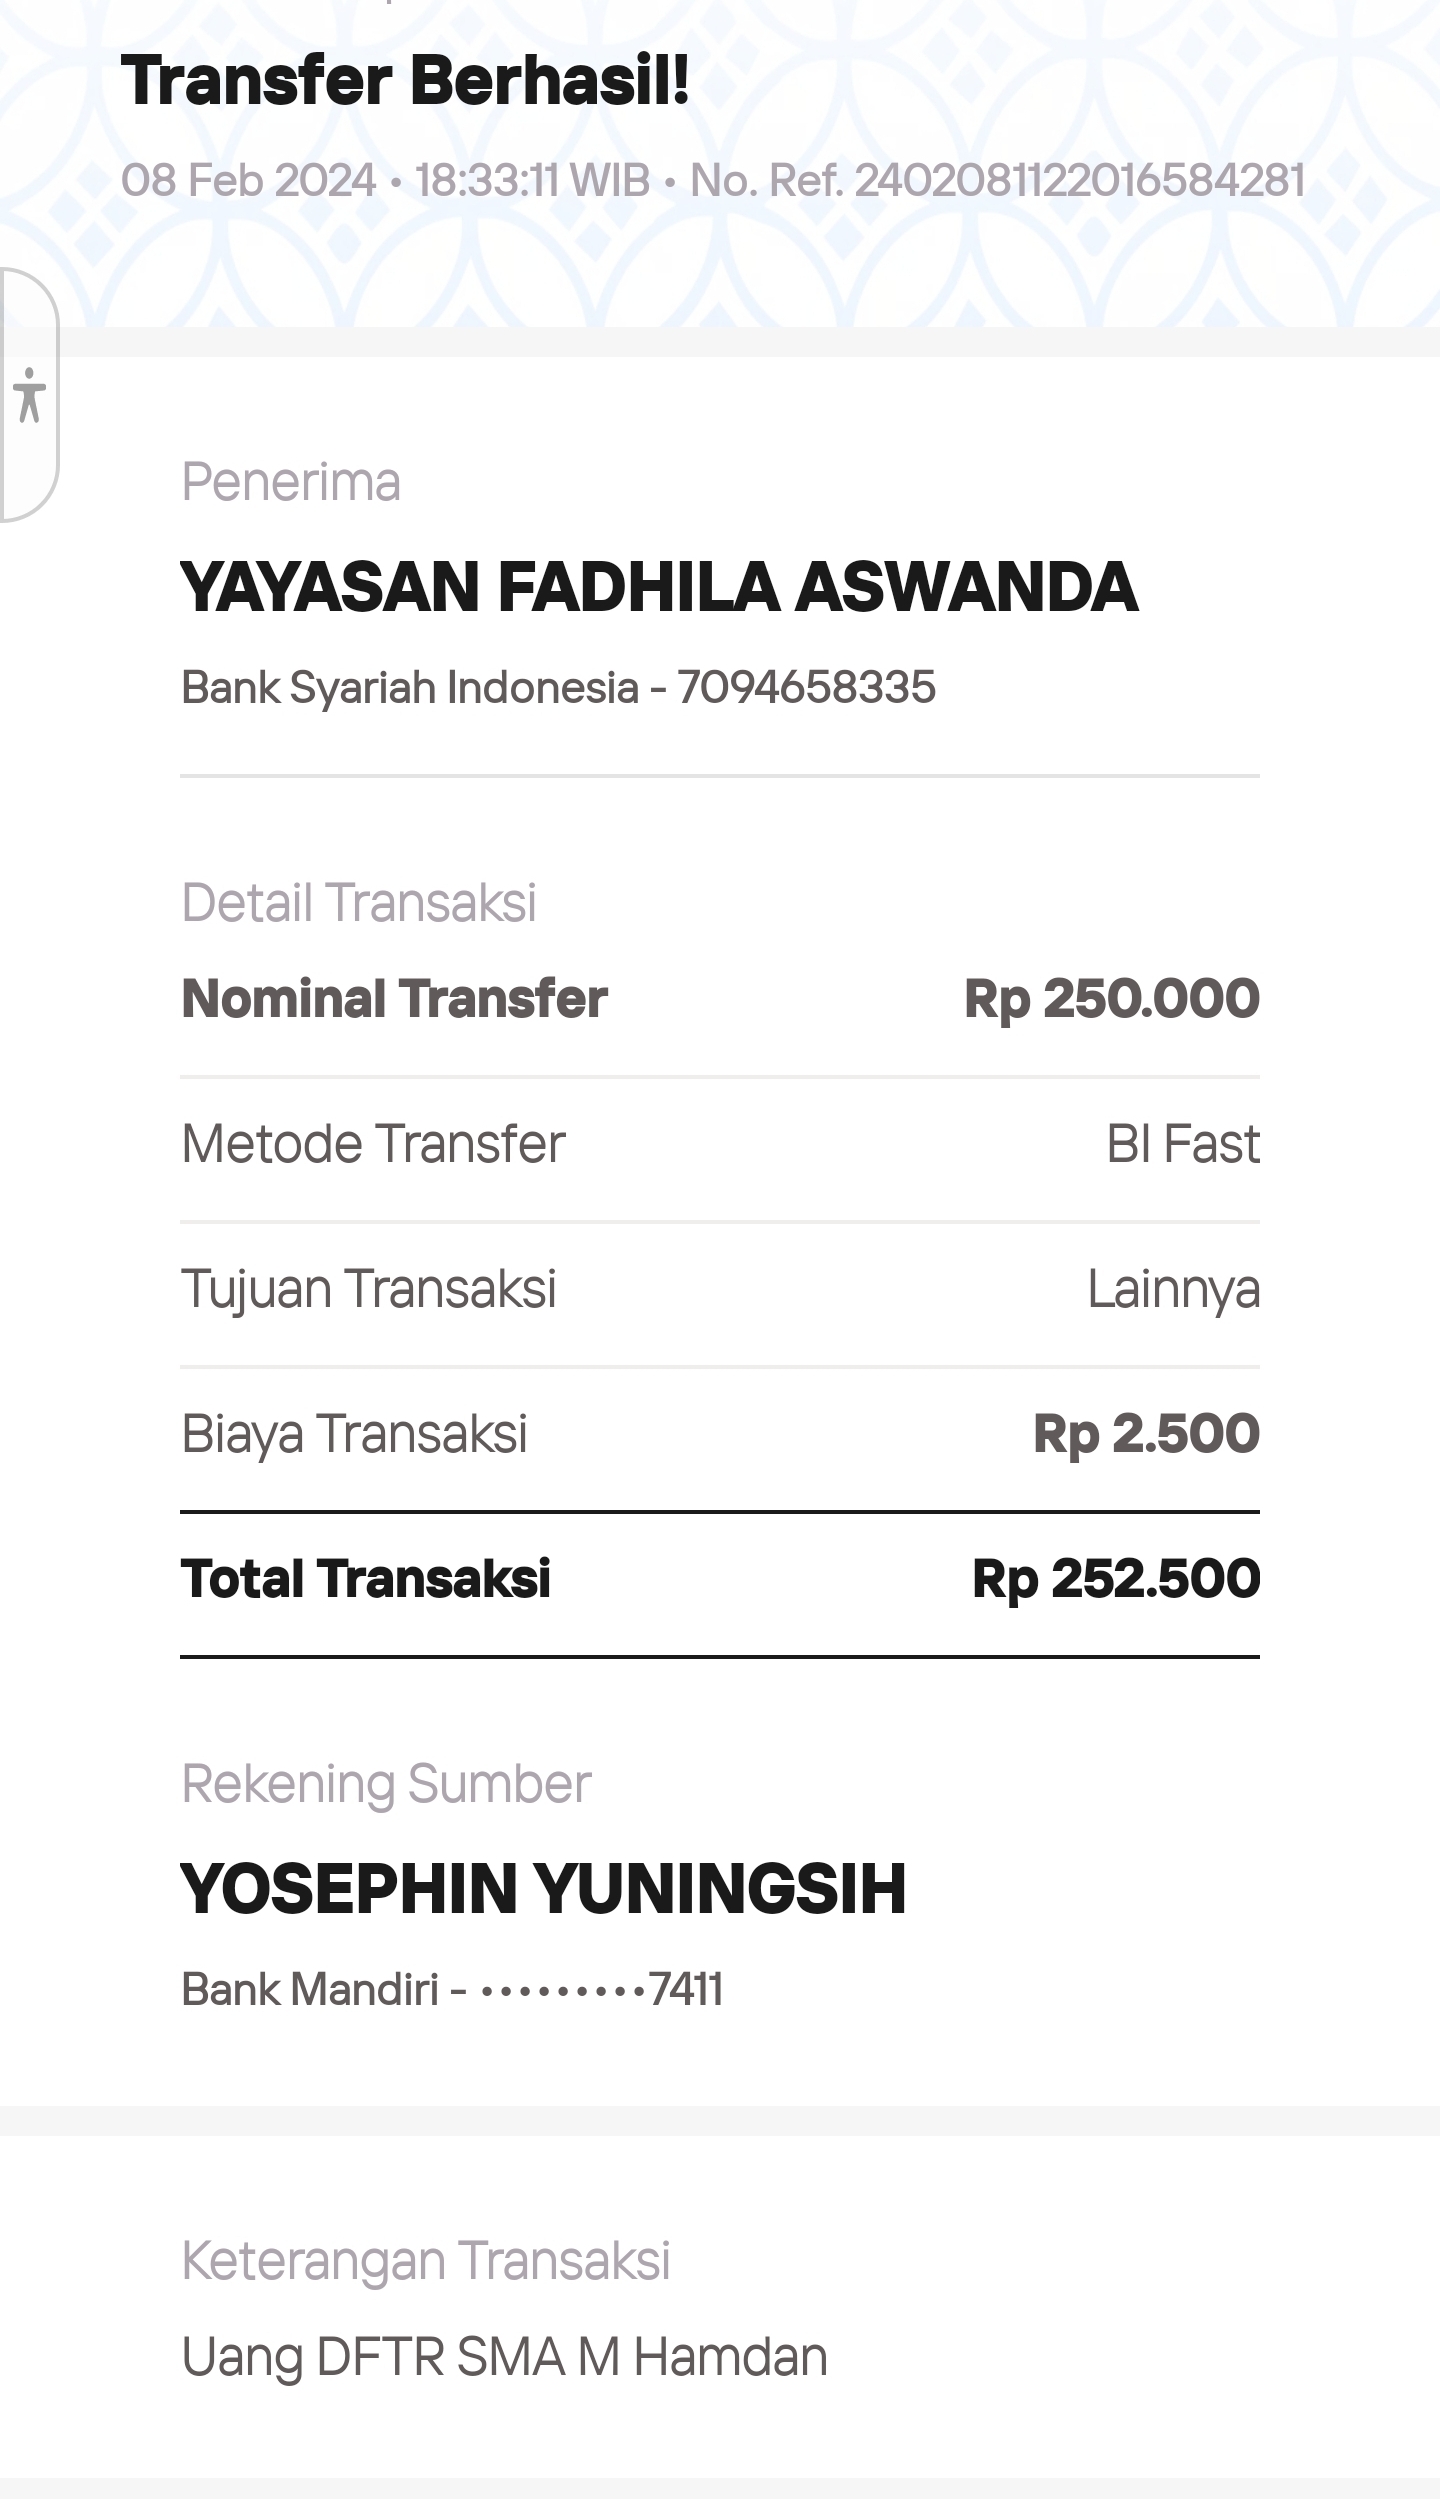 Transfer Berhasil!
08 Feb 2024 • 18:33:11 WIB • No. Ref. 2402081122016584281
Penerima
YAYASAN FADHILA ASWANDA
Bank Syariah Indonesia - 7094658335
Detail Transaksi
Nominal Transfer Rp 250.000
Metode Transfer BI Fast
Tujuan Transaksi Lainnya
Biaya Transaksi Rp 2.500
Total Transaksi Rp 252.500
Rekening Sumber
YOSEPHIN YUNINGSIH
Bank Mandiri - •••••••••7411
Keterangan Transaksi
Uang DFTR SMA M Hamdan